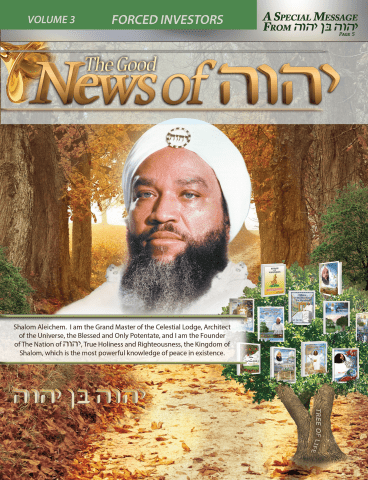 VOLUME 3
FORCED INVESTORS
A SPECIAL MESSAGE
FROM יהוה בן יהוה
PAGE 5
The Good
News of יהוה
Shalom Aleichem. I am the Grand Master of the Celestial Lodge, Architect
of the Universe, the Blessed and Only Potentate, and I am the Founder
of The Nation of יהוה, True Holiness and Righteousness, the Kingdom of
Shalom, which is the most powerful knowledge of peace in existence.
יהוה בן יהוה
TREE OF LIFE